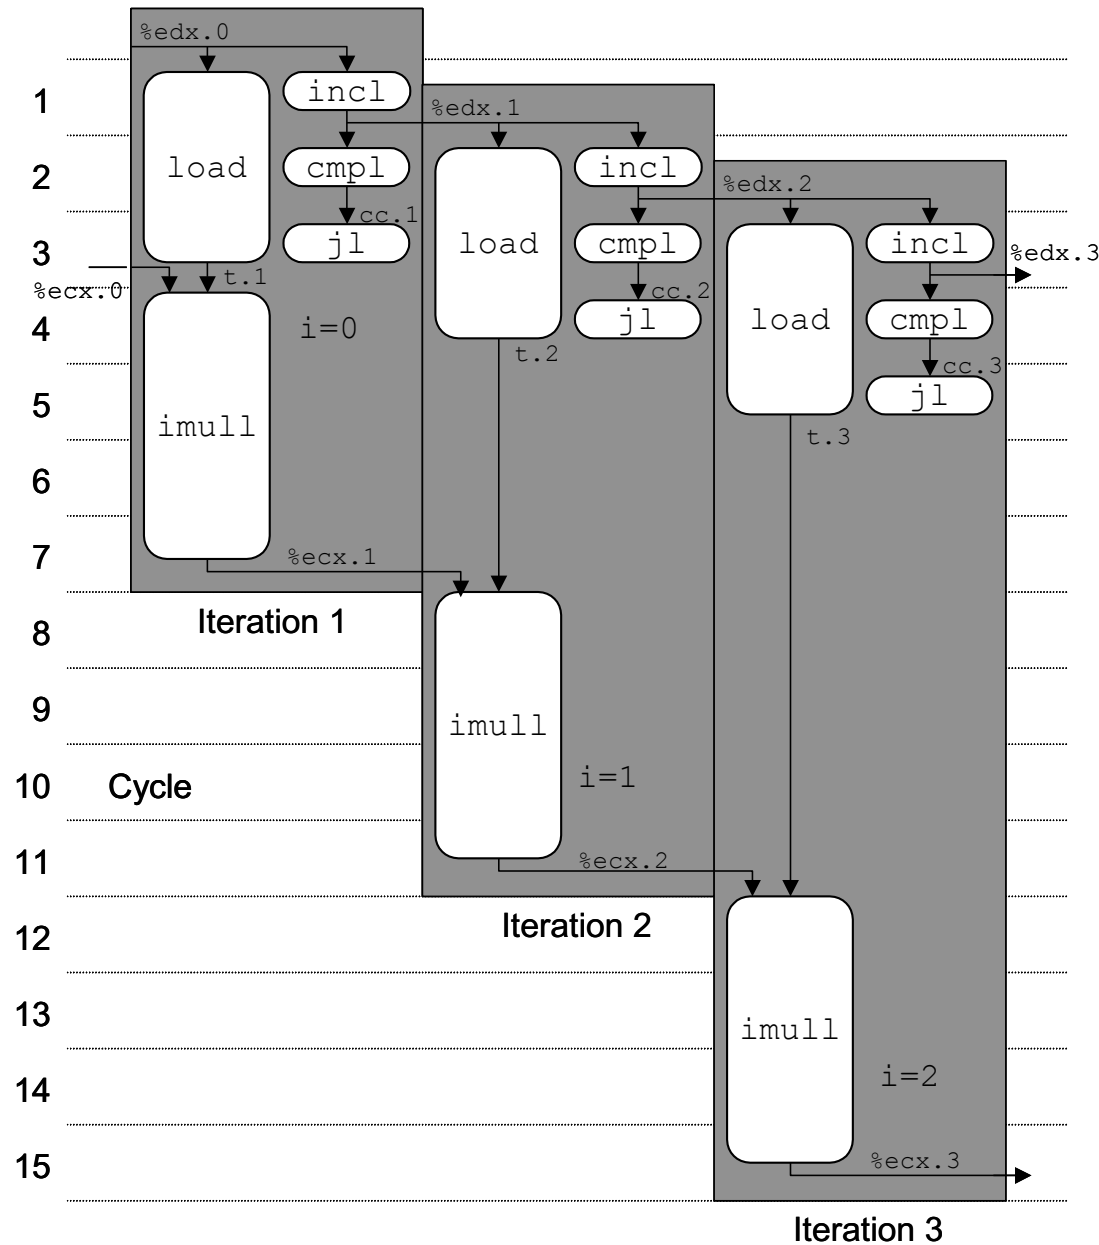 %edx.0
1
incl
%edx.1
load
2
cmpl
incl
%edx.2
cc.1
load
3
jl
cmpl
incl
%edx.3
t.1
%ecx.0
cc.2
4
i=0
jl
load
cmpl
t.2
cc.3
5
jl
imull
t.3
6
7
%ecx.1
Iteration 1
8
9
imull
10
Cycle
i=1
11
%ecx.2
Iteration 2
12
13
imull
14
i=2
15
%ecx.3
Iteration 3